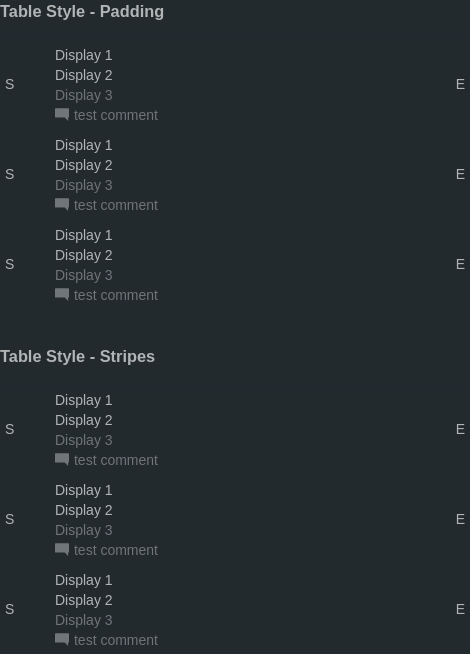 Table Style - Padding
Display 1
Display 2
S
E
Display 3
test comment
Display 1
Display 2
S
E
Display 3
test comment
Display 1
Display 2
S
E
Display 3
test comment
Table Style - Stripes
Display 1
Display 2
S
E
Display 3
test comment
Display 1
Display 2
S
E
Display 3
test comment
Display 1
Display 2
S
E
Display 3
test comment